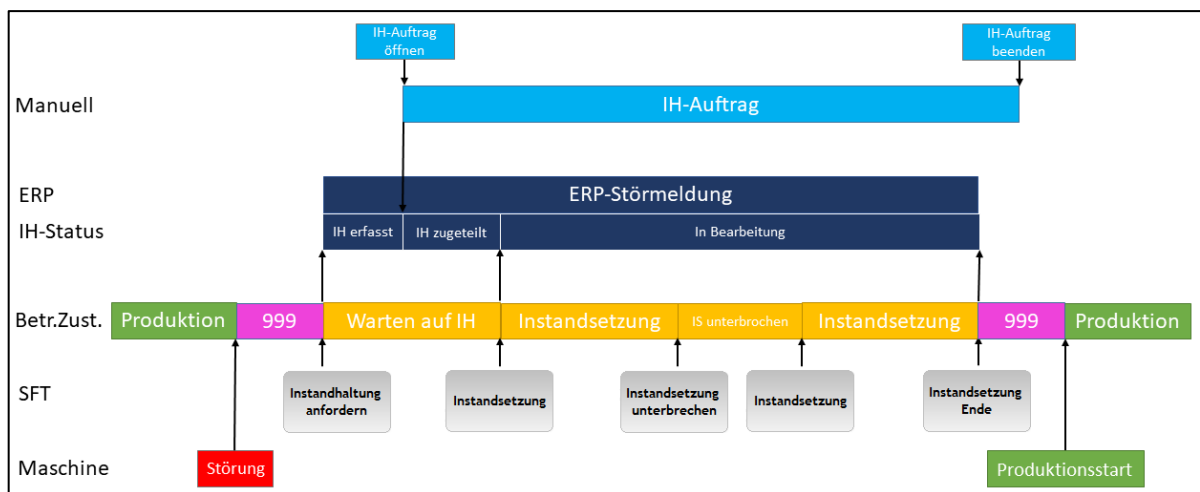 IH-Auftrag
öffnen
IH-Auftrag
beenden
Manuell
IH-Auftrag
ERP
ERP-Störmeldung
IH-Status
IH erfasst
IH zugeteilt
In Bearbeitung
Betr.Zust.
Produktion
999
Warten auf IH
Instandsetzung
IS unterbrochen
Instandsetzung
999
Produktion
SFT
Instandhaltung
anfordern
Instandsetzung
Instandsetzung
unterbrechen
Instandsetzung
Instandsetzung
Ende
Maschine
Störung
Produktionsstart